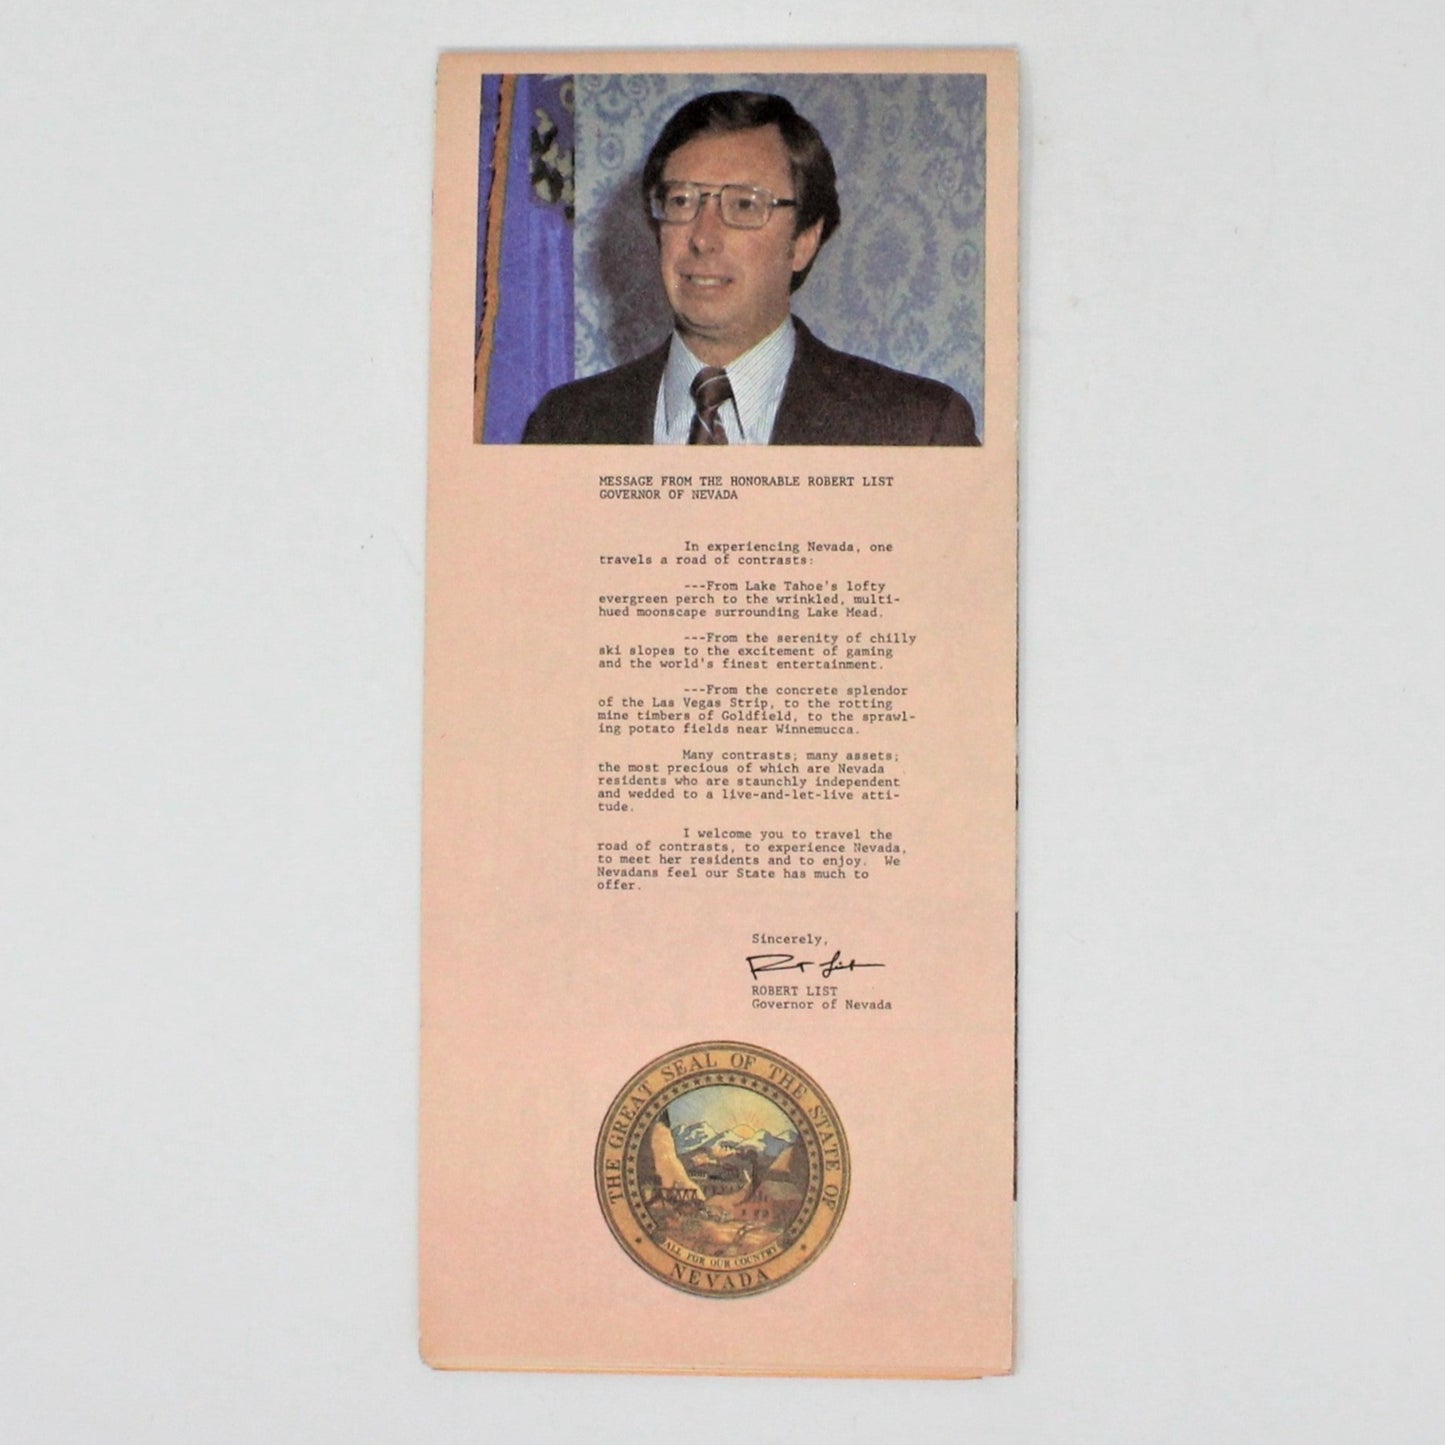 MESSAGE FROM THE HONORABLE ROBERT LIST
GOVERNOR OF NEVADA
In experiencing Nevada, one
travels a road of contrasts:
---From Lake Tahoe's lofty
evergreen perch to the wrinkled, multi-
hued moonscape surrounding Lake Mead.
---From the serenity of chilly
ski slopes to the excitement of gaming
and the world's finest entertainment.
---From the concrete splendor
of the Las Vegas Strip, to the rotting
mine timbers of Goldfield, to the sprawl-
ing potato fields near Winnemucca.
Many contrasts; many assets;
the most precious of which are Nevada
residents who are staunchly independent
and wedded to a live-and-let-live atti-
tude.
I welcome you to travel the
road of contrasts, to experience Nevada,
to meet her residents and to enjoy. We
Nevadans feel our State has much to
offer.
Sincerely,
Robt List
ROBERT LIST
Governor of Nevada
THE GREAT SEAL OF THE STATE OF
ALL FOR OUR COUNTRY
NEVADA